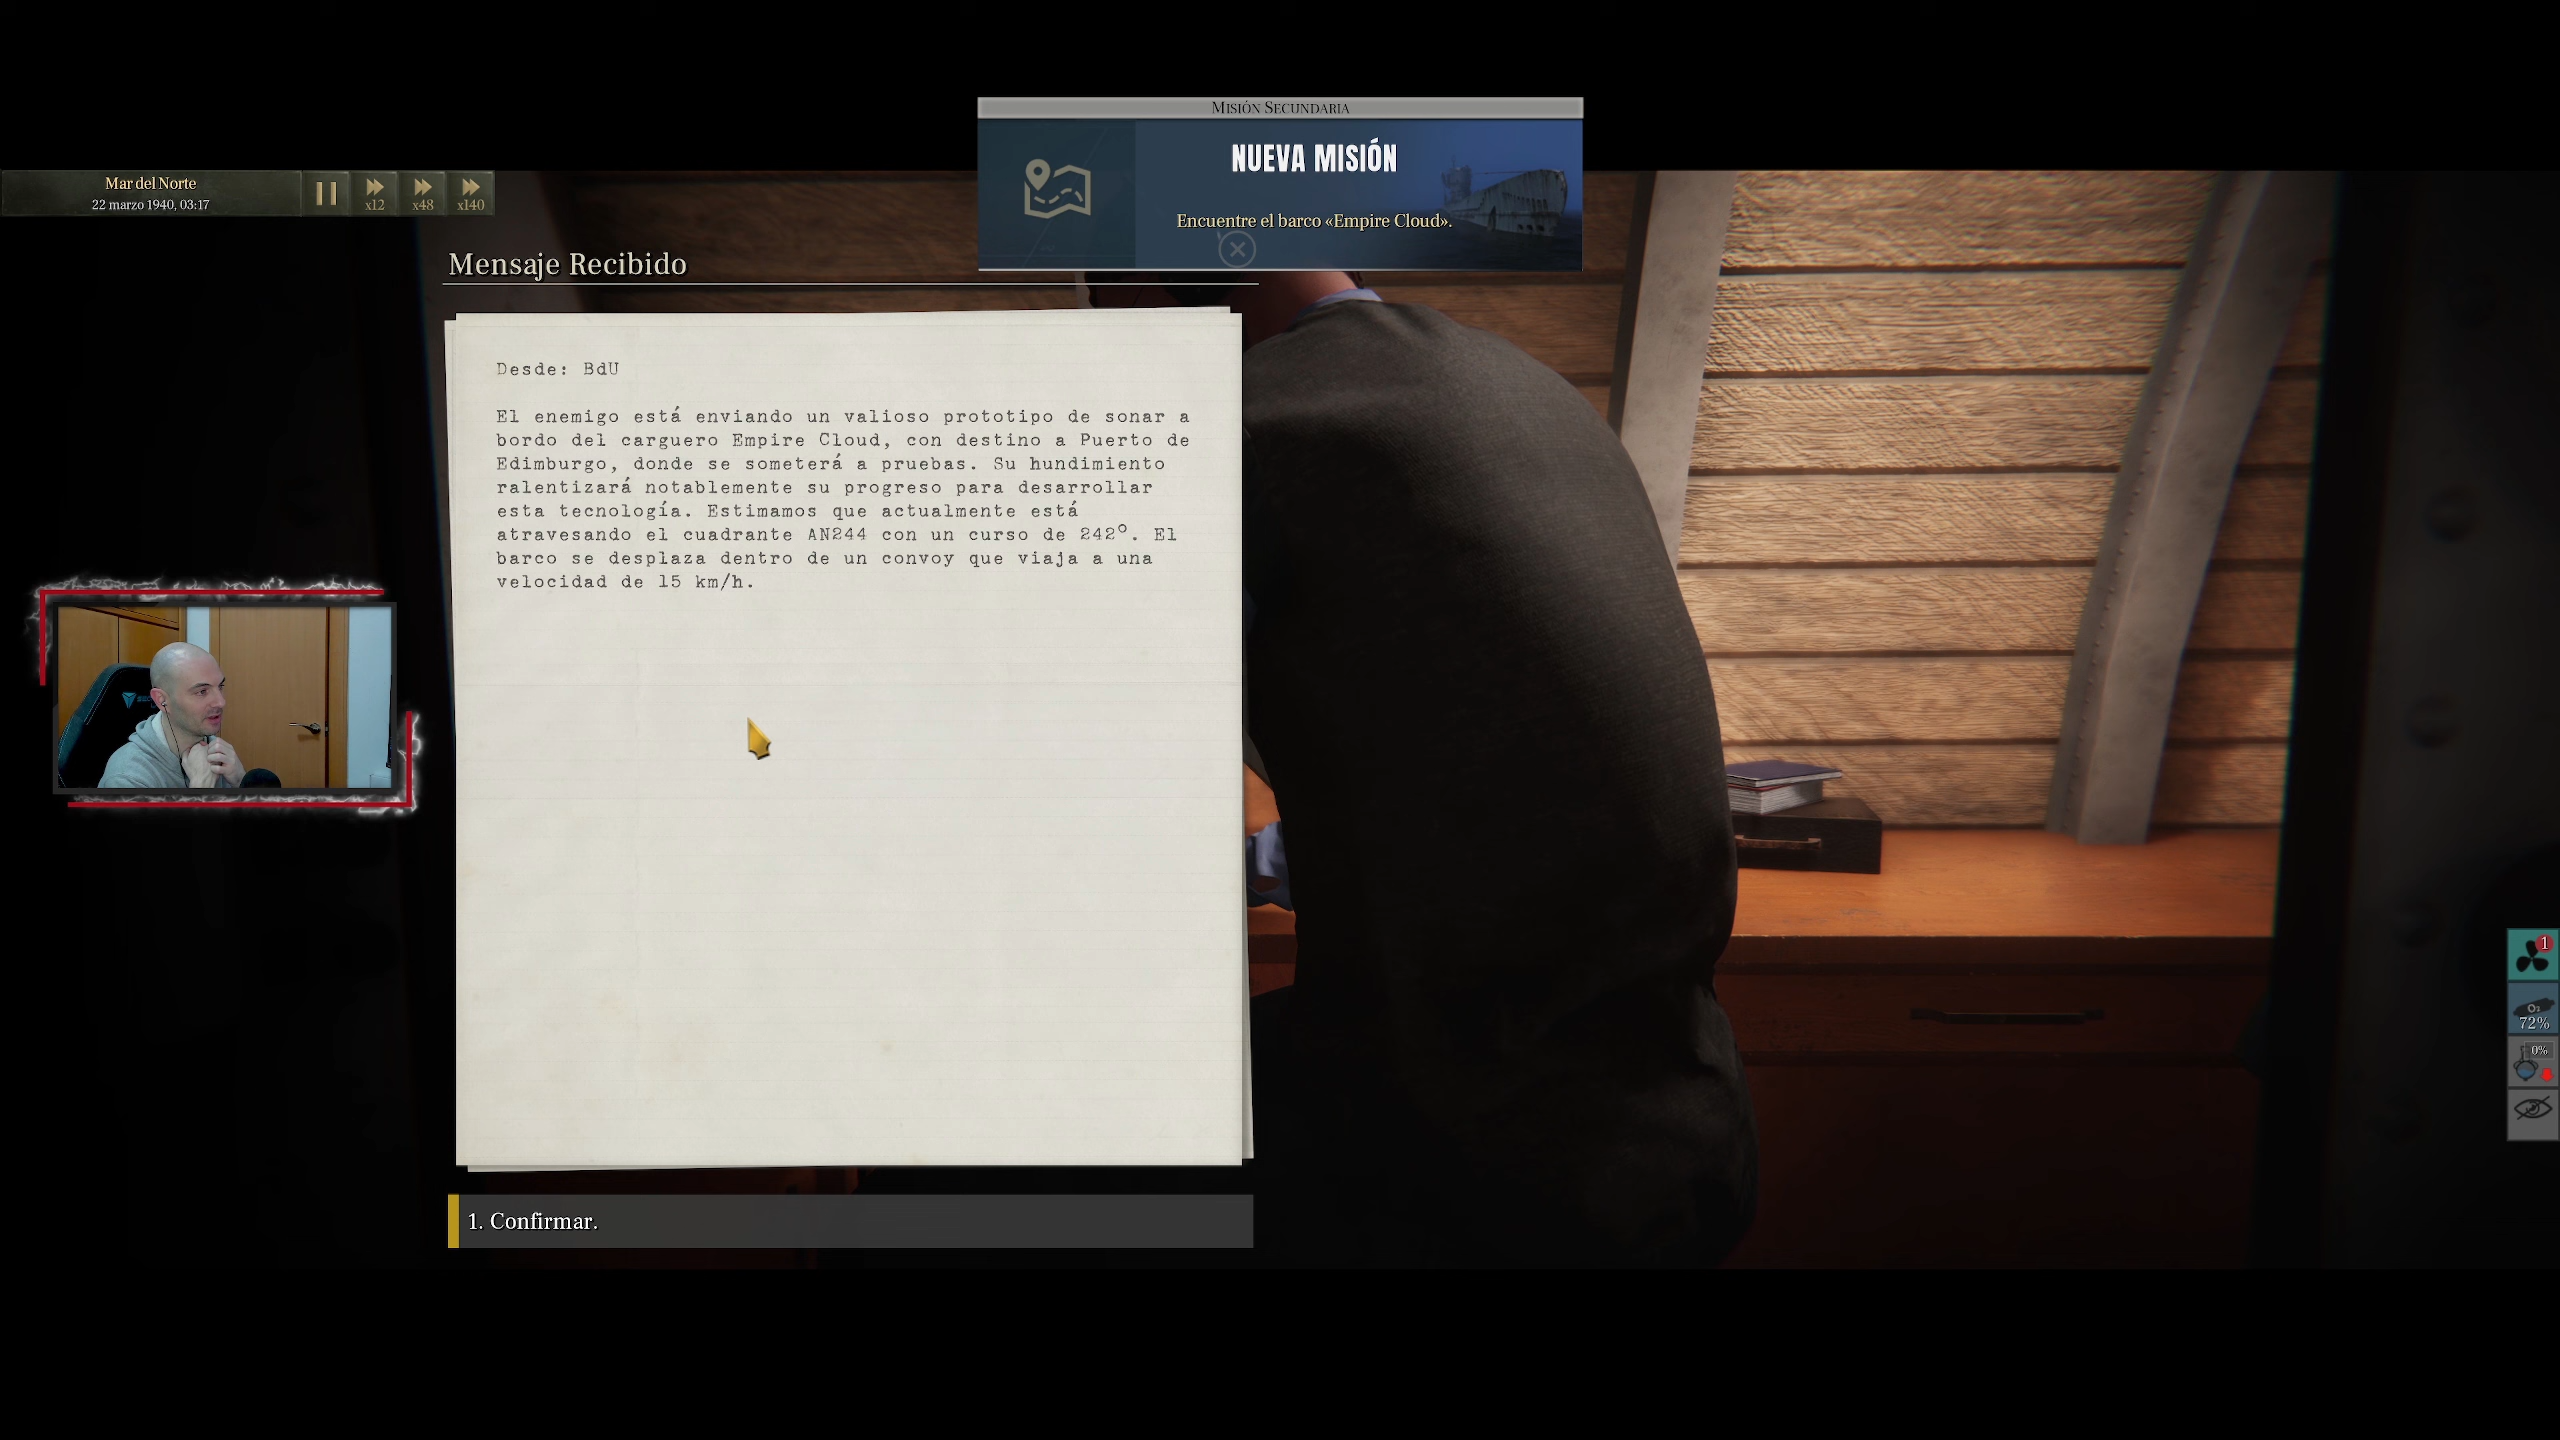 Misión Secundaria
NUEVA MISIÓN
Encuentre el barco «Empire Cloud».
Mar del Norte
22 marzo 1940, 03:17
x12
x48
x140
Mensaje Recibido
Desde: BdU
El enemigo está enviando un valioso prototipo de sonar a
bordo del carguero Empire Cloud, con destino a Puerto de
Edimburgo, donde se someterá a pruebas. Su hundimiento
ralentizará notablemente su progreso para desarrollar
esta tecnología. Estimamos que actualmente está
atravesando el cuadrante AN244 con un curso de 242°. El
barco se desplaza dentro de un convoy que viaja a una
velocidad de 15 km/h.
1. Confirmar.
1
O₂
72%
0%